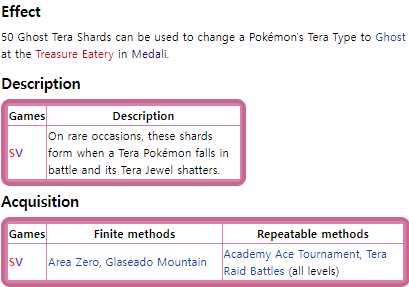 Effect
50 Ghost Tera Shards can be used to change a Pokémon's Tera Type to Ghost
at the Treasure Eatery in Medali.
Description
Games Description
SV On rare occasions, these shards
form when a Tera Pokémon falls in
battle and its Tera Jewel shatters.
Acquisition
Games Finite methods Repeatable methods
SV Area Zero, Glaseado Mountain Academy Ace Tournament, Tera
Raid Battles (all levels)